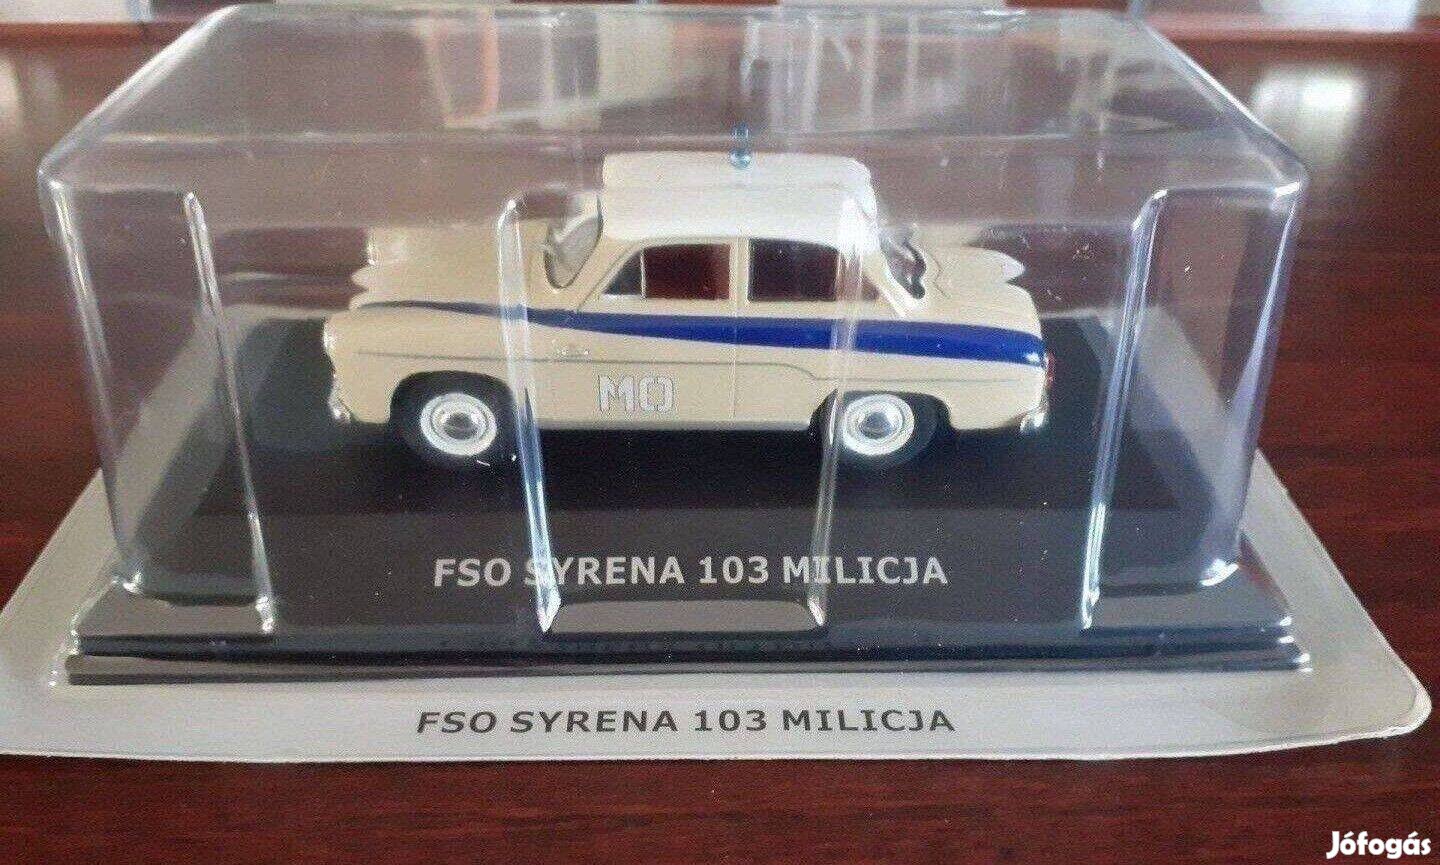 MO
FSO SYRENA 103 MILICJA
FSO SYRENA 103 MILICJA
Jófogás